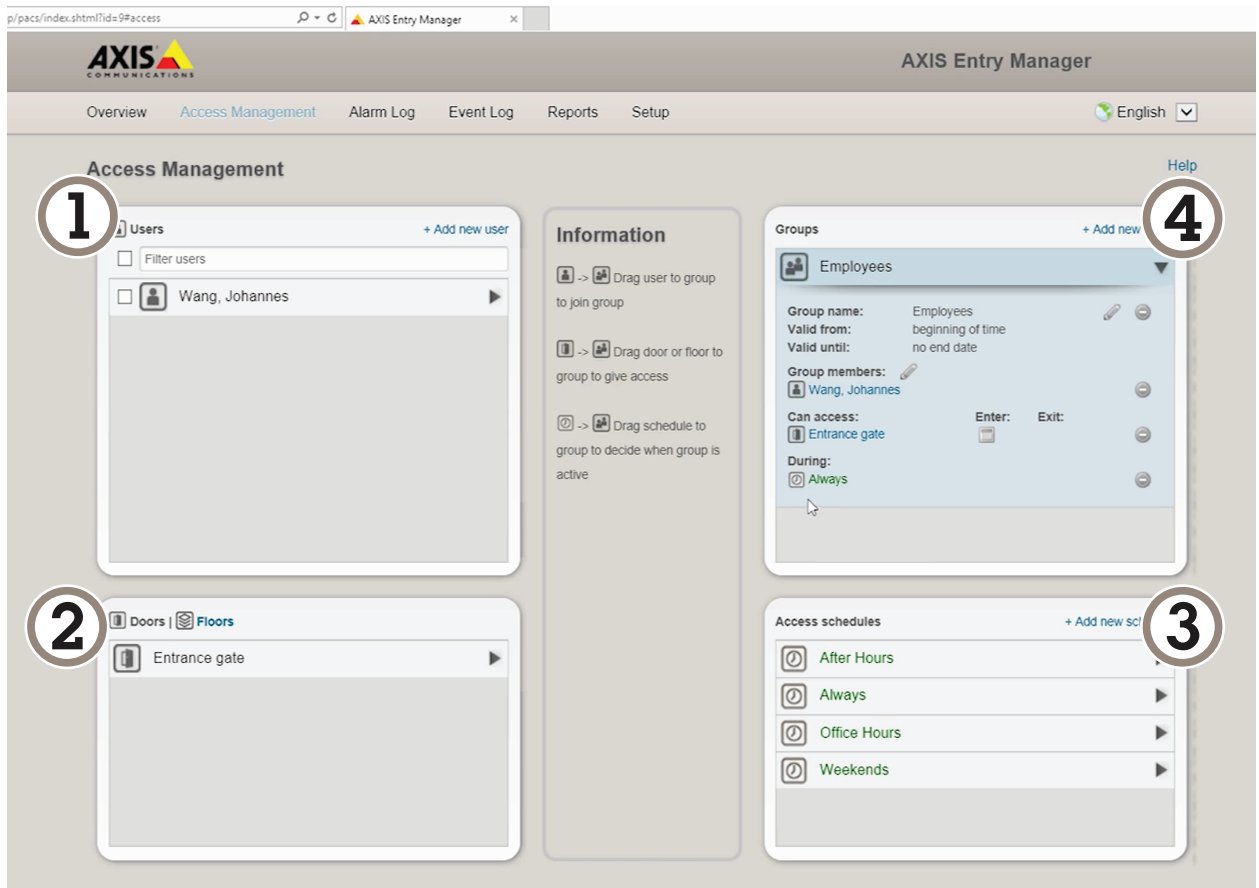 p/pacs/index.shtml?id=9#access
AXIS Entry Manager
AXIS
COMMUNICATIONS
AXIS Entry Manager
Overview Access Management Alarm Log Event Log Reports Setup English
Access Management
Help
1
Users + Add new user
Filter users
Wang, Johannes
Information
-> Drag user to group
to join group
-> Drag door or floor to
group to give access
-> Drag schedule to
group to decide when group is
active
4
Groups + Add new
Employees
Group name: Employees
Valid from: beginning of time
Valid until: no end date
Group members:
Wang, Johannes
Can access: Enter: Exit:
Entrance gate
During:
Always
2
Doors | Floors
Entrance gate
3
Access schedules + Add new
After Hours
Always
Office Hours
Weekends